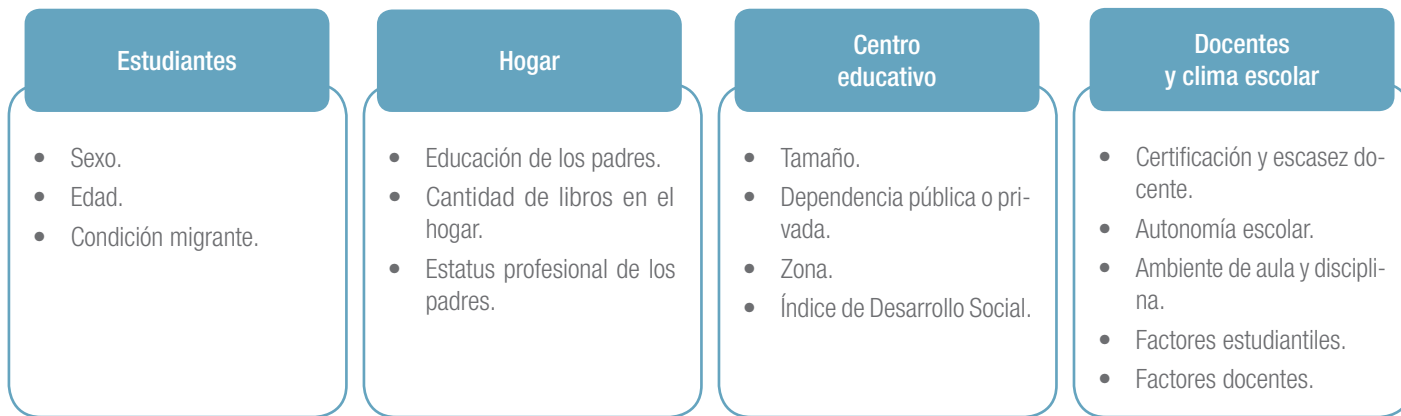 Estudiantes
• Sexo.
• Edad.
• Condición migrante.
Hogar
• Educación de los padres.
• Cantidad de libros en el
hogar.
• Estatus profesional de los
padres.
Centro
educativo
• Tamaño.
• Dependencia pública o pri-
vada.
• Zona.
• Índice de Desarrollo Social.
Docentes
y clima escolar
• Certificación y escasez do-
cente.
• Autonomía escolar.
• Ambiente de aula y discipli-
na.
• Factores estudiantiles.
• Factores docentes.